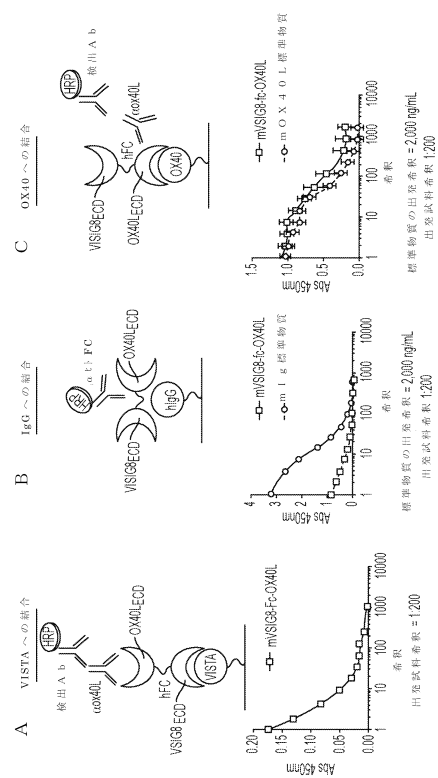 A
VISTAへの結合
HRP
検出Ab
αox40L
OX40LECD
hFC
VSIG8 ECD
VISTA
Abs 450nm
0.20
0.15
0.10
0.05
0.00
1
10
100
1000
10000
希釈
mVSIG8-Fc-OX40L
出発試料希釈 = 1:200
B
IgGへの結合
HRP
αヒトFC
VISIG8ECD
OX40LECD
hIgG
Abs 450nm
4
3
2
1
0
1
10
100
1000
10000
希釈
mVSIG8-fc-OX40L
mIg標準物質
標準物質の出発希釈 = 2,000 ng/mL
出発試料希釈 1:200
C
OX40への結合
HRP
検出Ab
VISIG8ECD
hFC
αox40L
OX40LECD
OX40
Abs 450nm
1.5
1.0
0.5
0.0
1
10
100
1000
10000
希釈
mVSIG8-fc-OX40L
mOX40L標準物質
標準物質の出発希釈 = 2,000 ng/mL
出発試料希釈 1:200